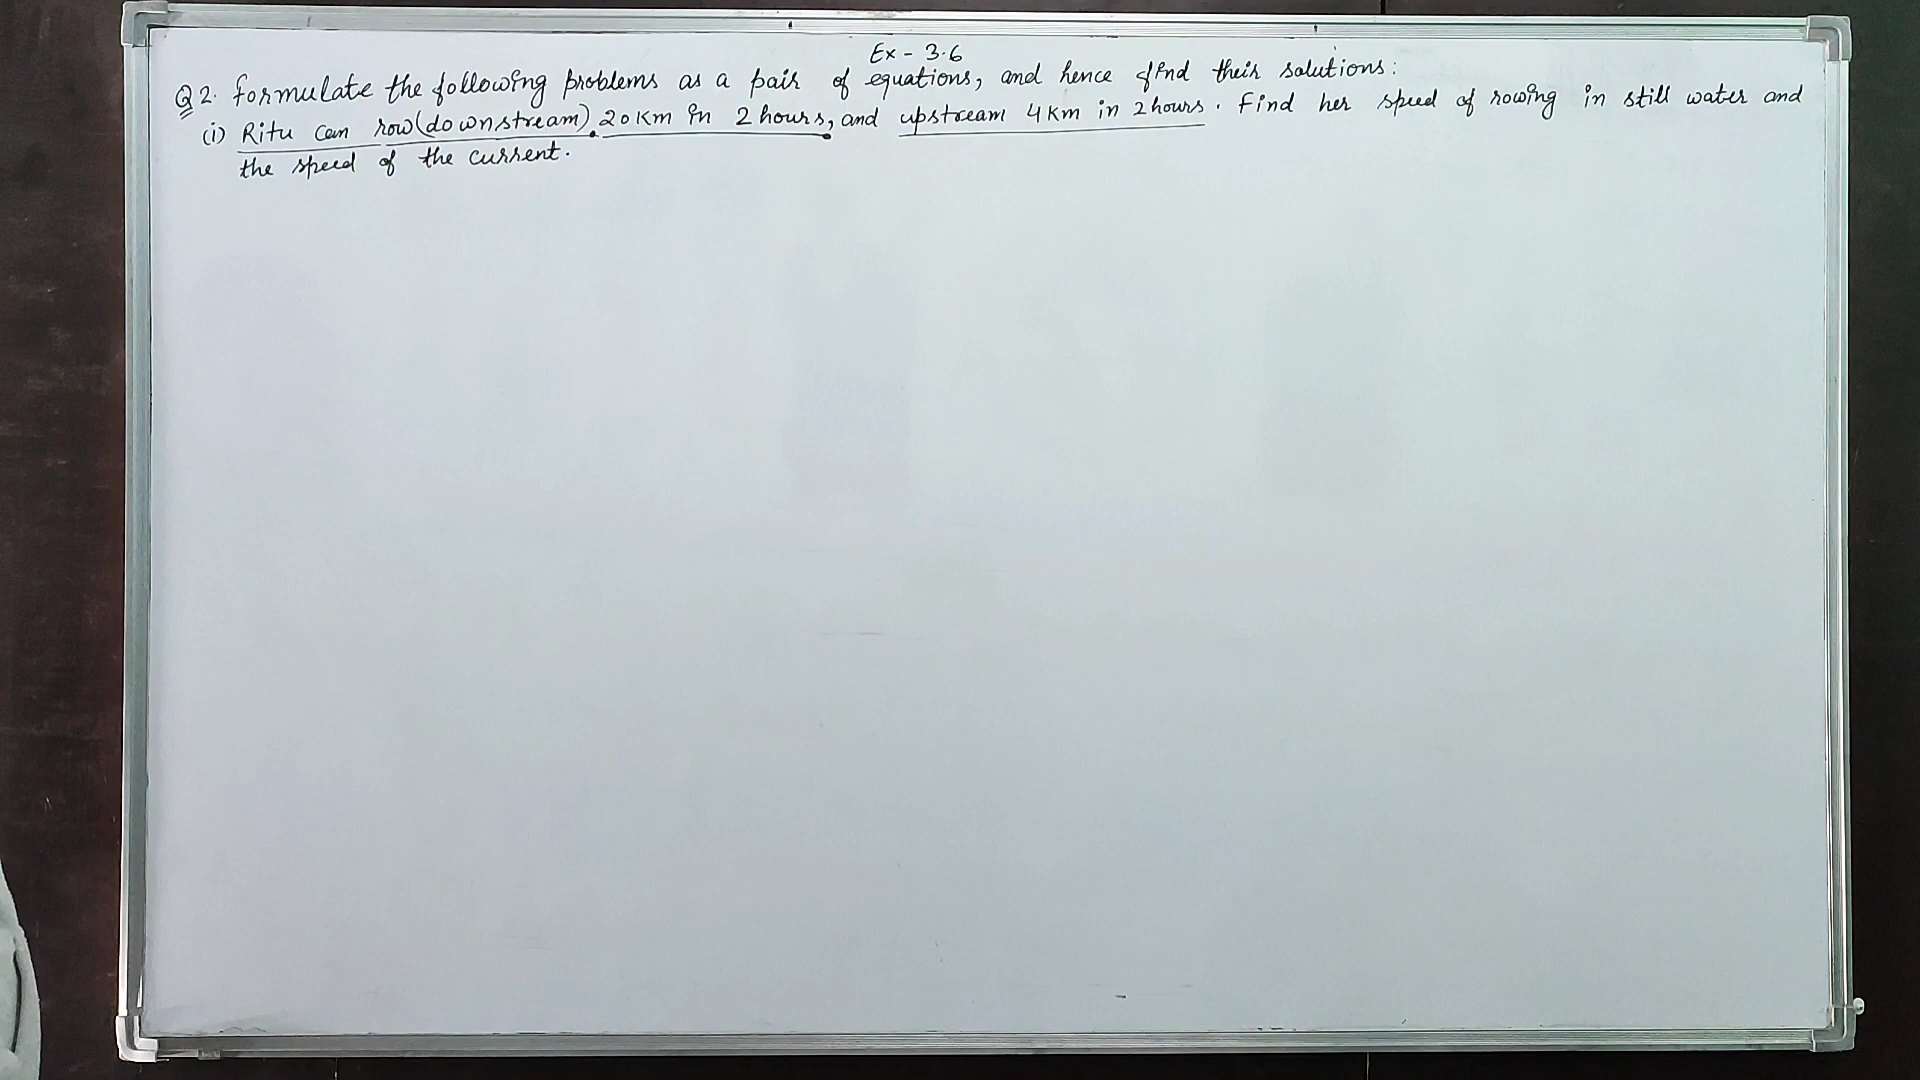 Ex - 3.6
Q2. Formulate the following problems as a pair of equations, and hence find their solutions:
(i) Ritu can row (downstream) 20 km in 2 hours, and upstream 4 km in 2 hours. Find her speed of rowing in still water and
the speed of the current.